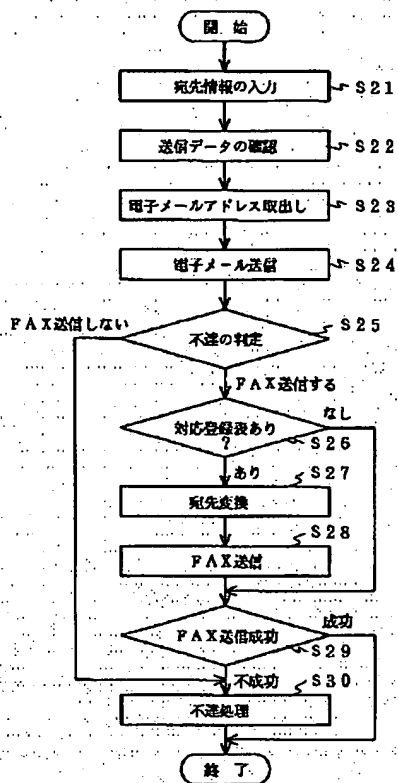 開始
宛先情報の入力
S21
送信データの確認
S22
電子メールアドレス取出し
S23
電子メール送信
S24
FAX送信しない
S25
不達の判定
FAX送付する
対応登録表あり
?
なし
S26
あり
S27
宛先変換
S28
FAX送信
FAX送信成功
成功
S29
不成功
S30
不達処理
終了